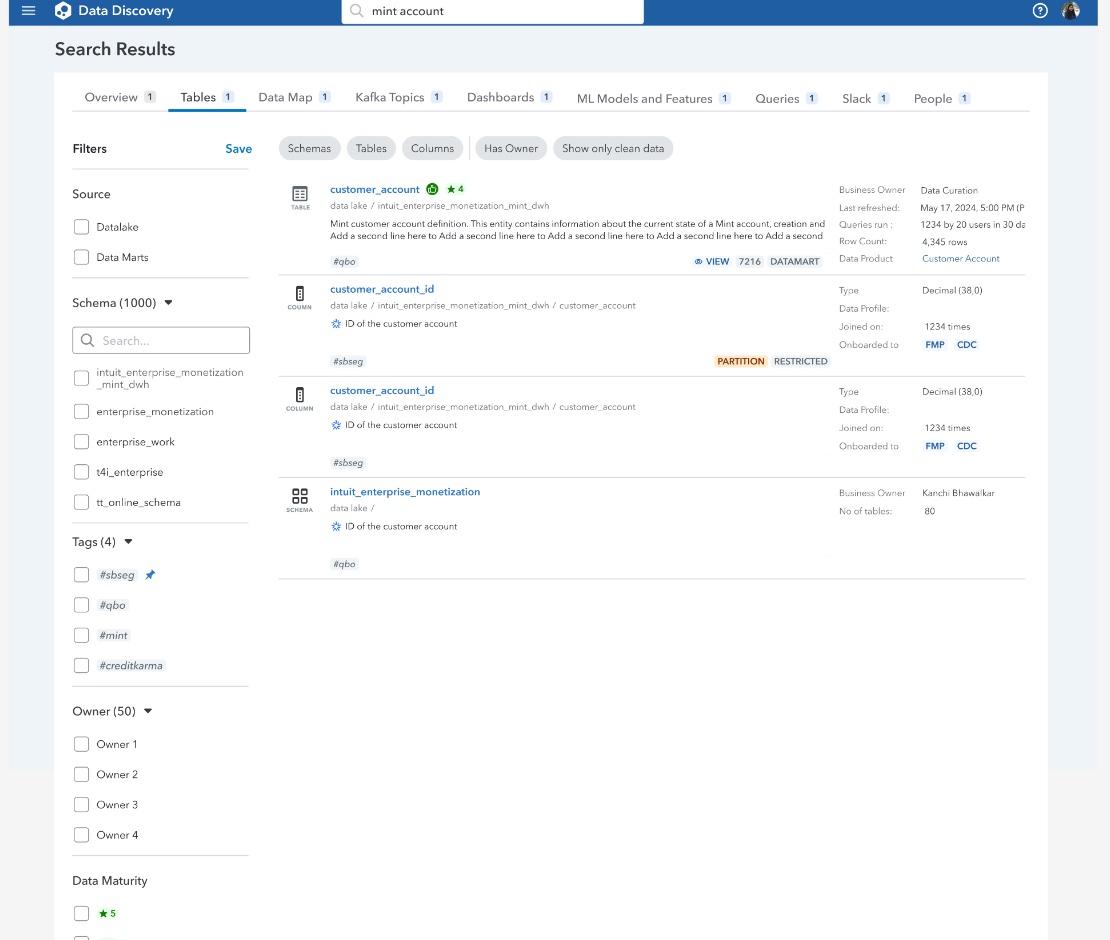 Data Discovery
mint account
Search Results
Overview 1
Tables 1
Data Map 1
Kafka Topics 1
Dashboards 1
ML Models and Features 1
Queries 1
Slack 1
People 1
Filters
Save
Source
Datalake
Data Marts
Schema (1000)
Search...
intuit_enterprise_monetization
_mint_dwh
enterprise_monetization
enterprise_work
t4i_enterprise
tt_online_schema
Tags (4)
#sbseg
#qbo
#mint
#creditkarma
Owner (50)
Owner 1
Owner 2
Owner 3
Owner 4
Data Maturity
5
Schemas
Tables
Columns
Has Owner
Show only clean data
TABLE
customer_account 4
data lake / intuit_enterprise_monetization_mint_dwh
Mint customer account definition. This entity contains information about the current state of a Mint account, creation and
Add a second line here to Add a second line here to Add a second line here to Add a second line here to Add a second
#qbo
VIEW 7216 DATAMART
Business Owner Data Curation
Last refreshed: May 17, 2024, 5:00 PM (P
Queries run : 1234 by 20 users in 30 da
Row Count: 4,345 rows
Data Product Customer Account
COUMN
customer_account_id
data lake / intuit_enterprise_monetization_mint_dwh / customer_account
ID of the customer account
#sbseg
PARTITION RESTRICTED
Type Decimal (38,0)
Data Profile:
Joined on: 1234 times
Onboarded to FMP CDC
COLUMN
customer_account_id
data lake / intuit_enterprise_monetization_mint_dwh / customer_account
ID of the customer account
#sbseg
Type Decimal (38,0)
Data Profile:
Joined on: 1234 times
Onboarded to FMP CDC
SCHEMA
intuit_enterprise_monetization
data lake /
ID of the customer account
#qbo
Business Owner Kanchi Bhawalkar
No of tables: 80